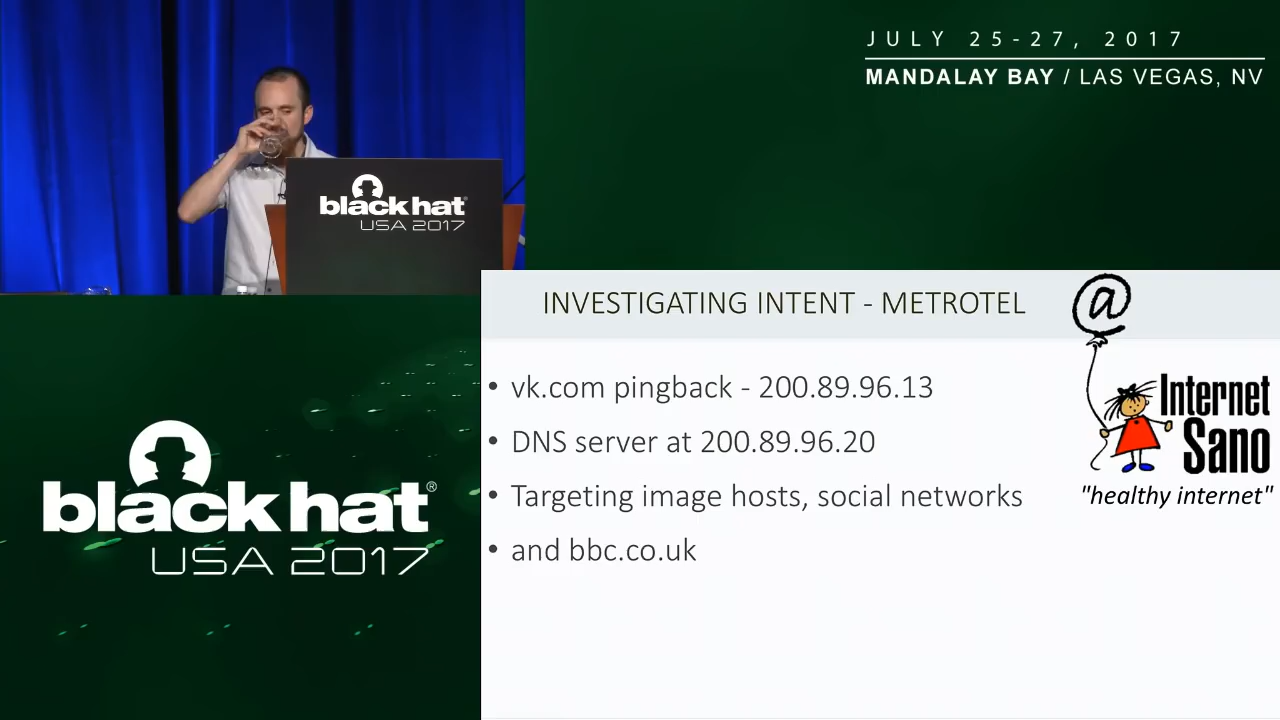 JULY 25-27, 2017
MANDALAY BAY / LAS VEGAS, NV
black hat®
USA 2017
INVESTIGATING INTENT - METROTEL
@
• vk.com pingback - 200.89.96.13
• DNS server at 200.89.96.20
• Targeting image hosts, social networks
• and bbc.co.uk
Internet
Sano
"healthy internet"
black hat®
USA 2017